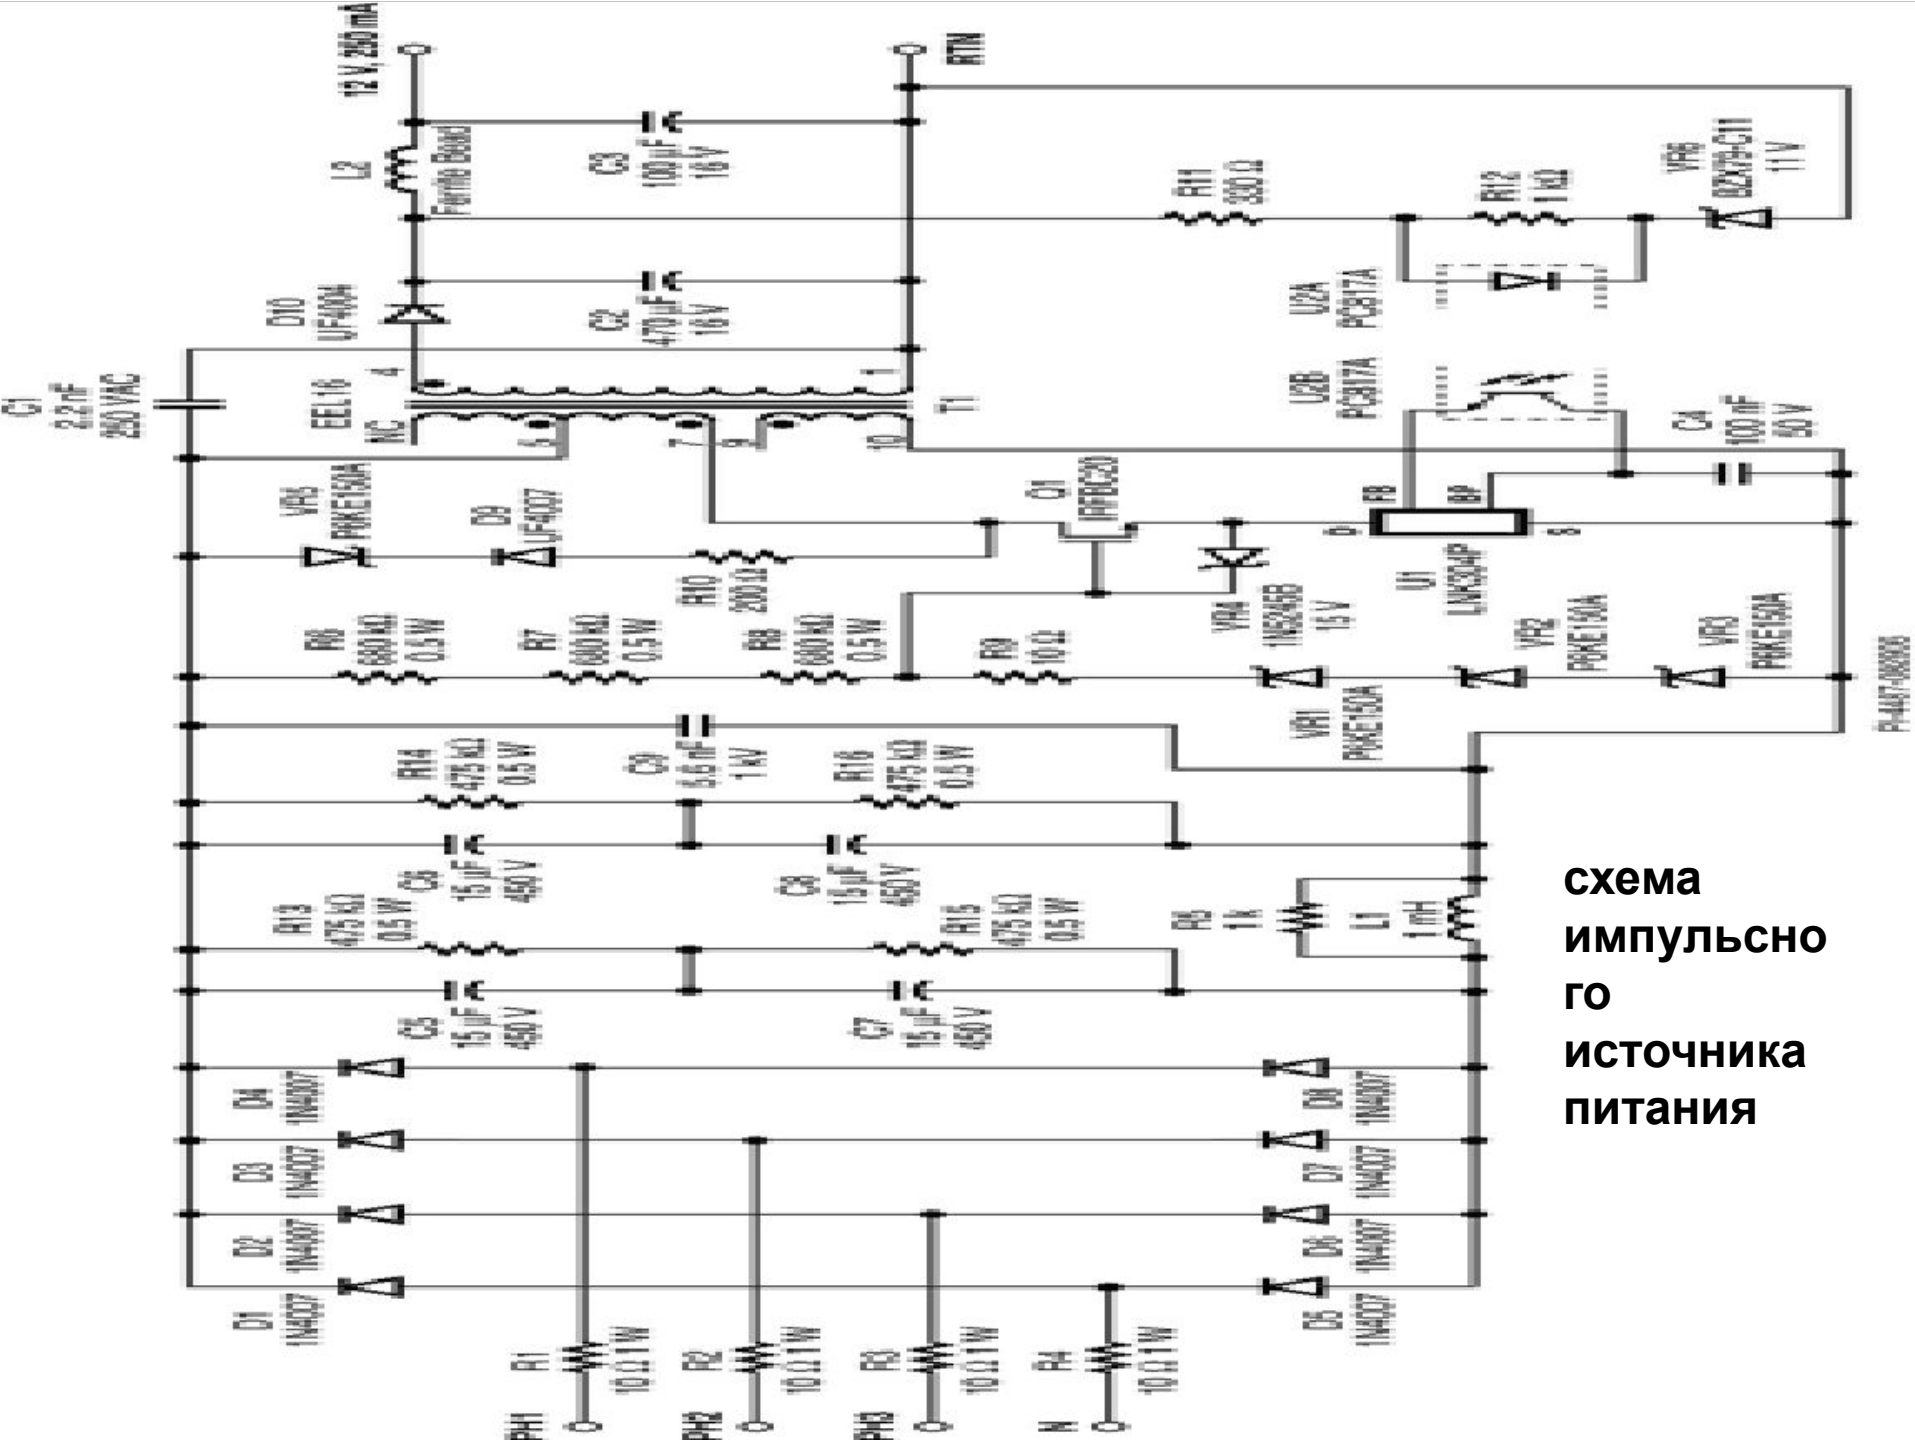 12 V, 250 mA
RTN
L2
Ferrite Bead
C3
100 µF
16 V
R11
330 Ω
R12
1 kΩ
VR6
BZX79-C11
11 V
D10
UF4004
C2
470 µF
16 V
U2A
PC817A
C1
2.2 nF
250 VAC
EEL16
4
1
T1
NC
7
10
U2B
PC817A
C4
100 nF
50 V
VR5
P6KE150A
D9
UF4007
R10
200 Ω
Q1
IRFBC20
FB
BP
D
S
U1
LNK304P
VR4
1N5245B
15 V
R6
680 kΩ
0.5 W
R7
680 kΩ
0.5 W
R8
680 kΩ
0.5 W
R9
10 Ω
VR1
P6KE150A
VR2
P6KE150A
VR3
P6KE150A
R14
475 kΩ
0.5 W
C9
1 kV
R16
475 kΩ
0.5 W
C6
15 µF
450 V
C8
15 µF
450 V
R13
475 kΩ
0.5 W
R15
475 kΩ
0.5 W
R5
1K
L1
1 mH
C5
15 µF
450 V
C7
15 µF
450 V
D4
1N4007
D8
1N4007
D3
1N4007
D7
1N4007
D2
1N4007
D6
1N4007
D1
1N4007
D5
1N4007
R1
10 Ω 1 W
R2
10 Ω 1 W
R3
10 Ω 1 W
R4
10 Ω 1 W
PH1
PH2
PH3
N
схема
импульсно
го
источника
питания